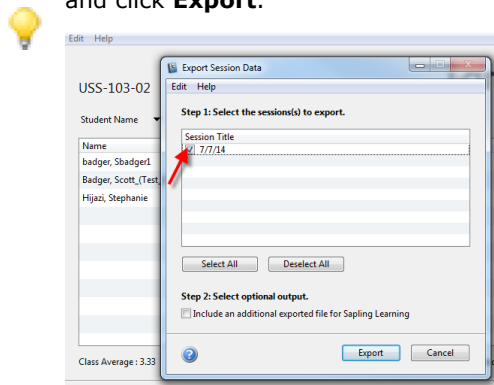 and click Export.
Edit Help
Export Session Data
Edit Help
USS-103-02
Step 1: Select the sessions(s) to export.
Student Name
Session Title
Name
7/7/14
badger, Sbadger1
Badger, Scott_(Test_
Hijazi, Stephanie
Select All Deselect All
Step 2: Select optional output.
Include an additional exported file for Sapling Learning
Export Cancel
Class Average : 3.33